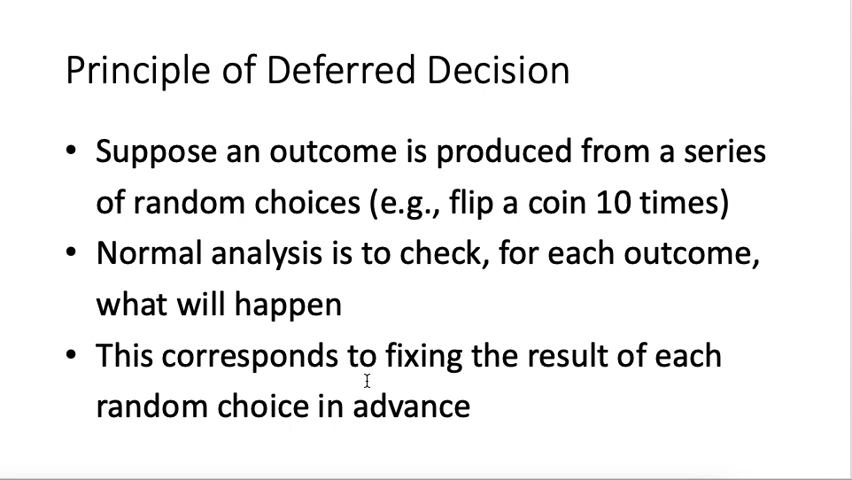 Principle of Deferred Decision
• Suppose an outcome is produced from a series
of random choices (e.g., flip a coin 10 times)
• Normal analysis is to check, for each outcome,
what will happen
• This corresponds to fixing the result of each
random choice in advance